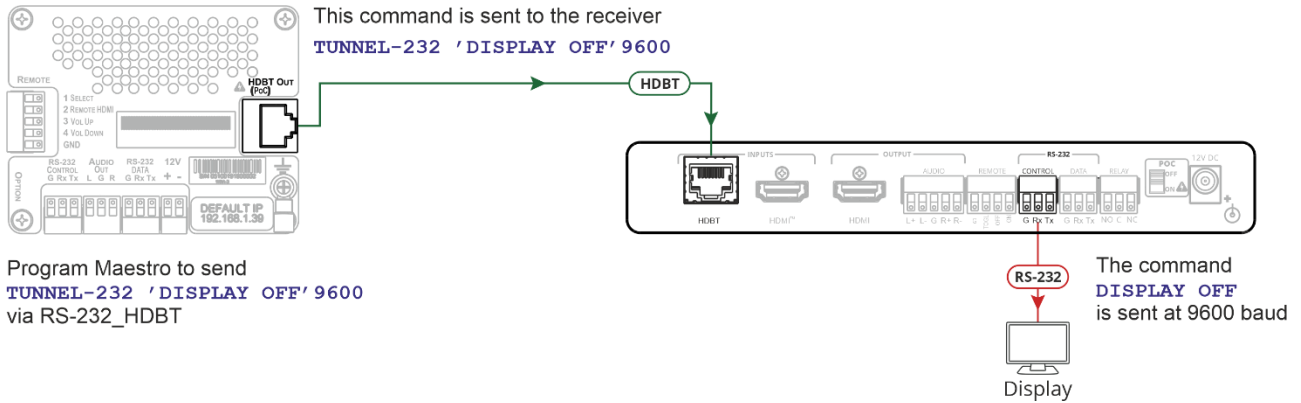 This command is sent to the receiver
TUNNEL-232 'DISPLAY OFF' 9600
REMOTE
1 SELECT
2 REMOTE HDMI
3 VOL UP
4 VOL DOWN
GND
HDBT OUT
(PoC)
RS-232
CONTROL
G Rx Tx
AUDIO
OUT
L G R
RS-232
DATA
G Rx Tx
12V
+ -
OPTION
DEFAULT IP
192.168.1.39
Program Maestro to send
TUNNEL-232 'DISPLAY OFF' 9600
via RS-232_HDBT
HDBT
INPUTS
OUTPUT
RS-232
AUDIO
REMOTE
CONTROL
DATA
RELAY
POC
OFF
ON
12V DC
HDBT
HDMI™
HDMI
L+ L- G R+ R-
G Rx Tx
G Rx Tx
NO C NC
+
RS-232
The command
DISPLAY OFF
is sent at 9600 baud
Display